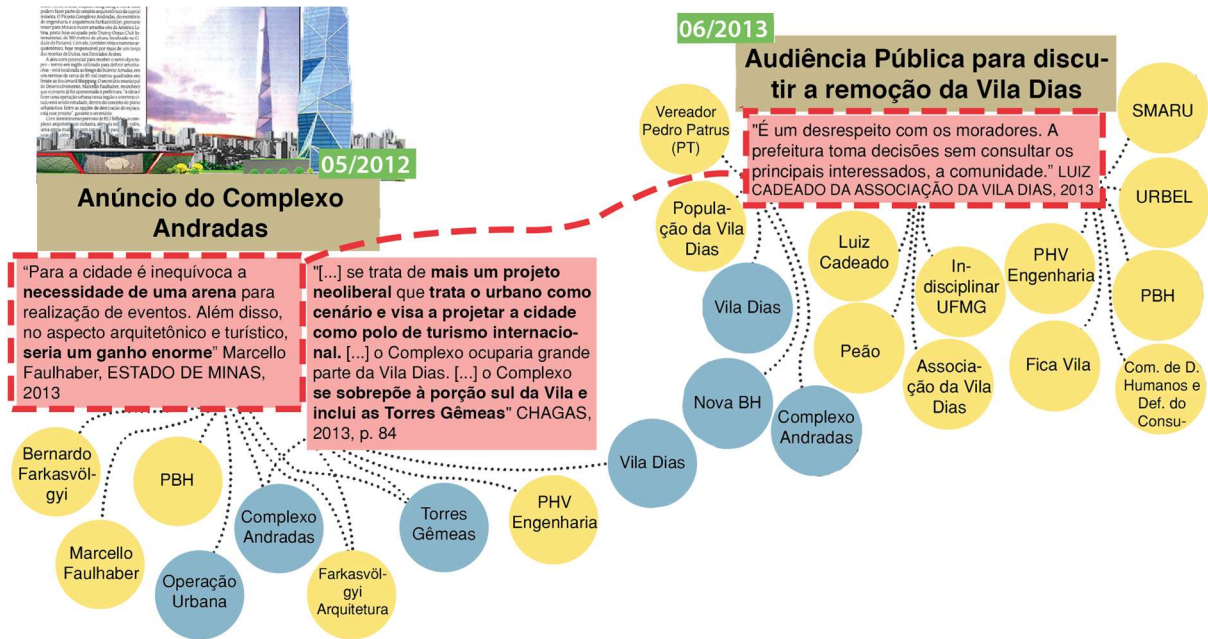 05/2012
Anúncio do Complexo
Andradas
“Para a cidade é inequívoca a
necessidade de uma arena para
realização de eventos. Além disso,
no aspecto arquitetônico e turístico,
seria um ganho enorme” Marcello
Faulhaber, ESTADO DE MINAS,
2013
"[...] se trata de mais um projeto
neoliberal que trata o urbano como
cenário e visa a projetar a cidade
como polo de turismo internacio-
nal. [...] o Complexo ocuparia grande
parte da Vila Dias. [...] o Complexo
se sobrepõe à porção sul da Vila e
inclui as Torres Gêmeas" CHAGAS,
2013, p. 84
Bernardo
Farkasvöl-
gyi
Marcello
Faulhaber
PBH
Operação
Urbana
Complexo
Andradas
Farkasvöl-
gyi
Arquitetura
Torres
Gêmeas
PHV
Engenharia
Vila Dias
06/2013
Audiência Pública para discu-
tir a remoção da Vila Dias
"É um desrespeito com os moradores. A
prefeitura toma decisões sem consultar os
principais interessados, a comunidade.” LUIZ
CADEADO DA ASSOCIAÇÃO DA VILA DIAS, 2013
Vereador
Pedro Patrus
(PT)
Popula-
ção da Vila
Dias
Vila Dias
Nova BH
Complexo
Andradas
Luiz
Cadeado
Peão
In-
disciplinar
UFMG
Associa-
ção da Vila
Dias
PHV
Engenharia
Fica Vila
SMARU
URBEL
PBH
Com. de D.
Humanos e
Def. do
Consu-